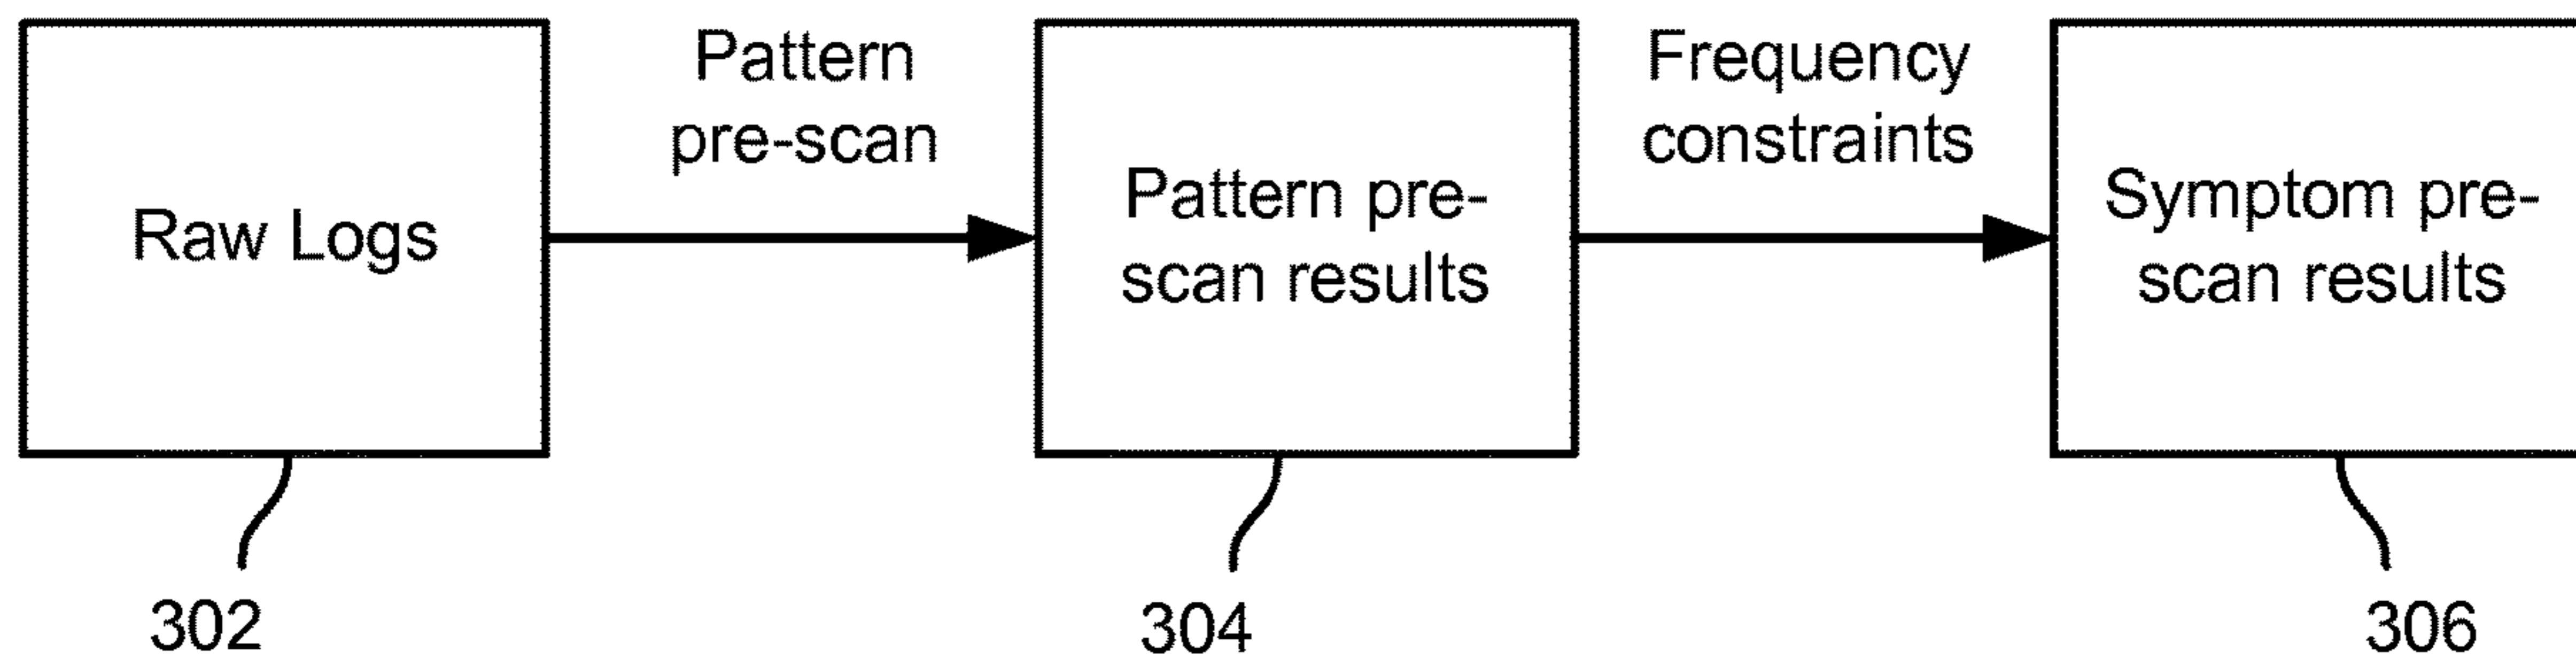 Raw Logs
Pattern
pre-scan
Pattern pre-
scan results
Frequency
constraints
Symptom pre-
scan results
302
304
306